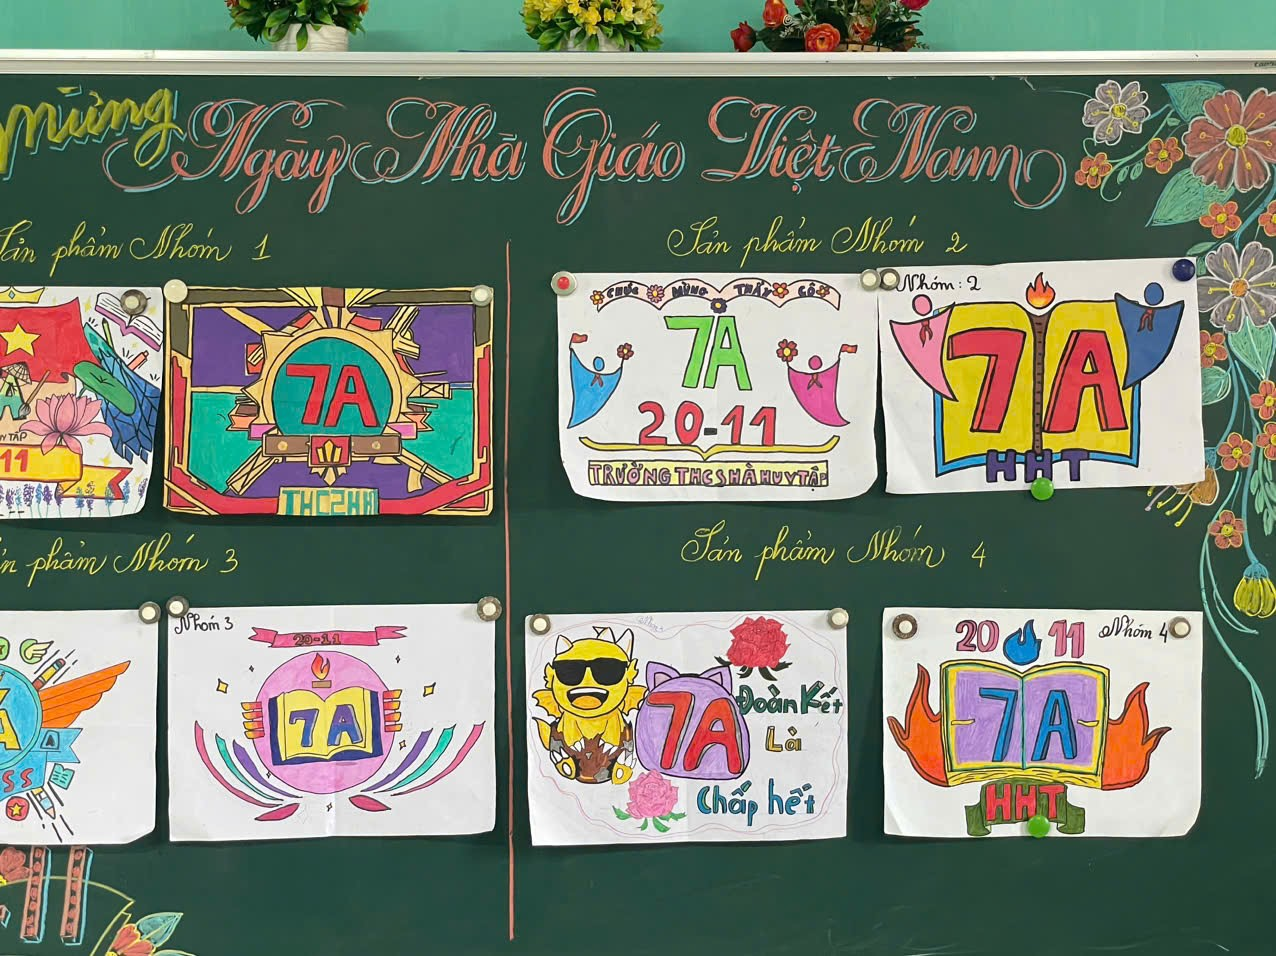 mừng Ngày Nhà Giáo Việt Nam
Sản phẩm Nhóm 1
Sản phẩm Nhóm 2
11
7A
CHÚC MỪNG THẦY CÔ
7A
20-11
TRƯỜNG THCS HÀ HUY TẬP
Nhóm: 2
7A
HHT
phẩm Nhóm 3
Sản phẩm Nhóm 4
Nhóm 3
20-11
7A
7A
Đoàn Kết
Là
Chấp hết
20 11
Nhóm 4
7A
HHT